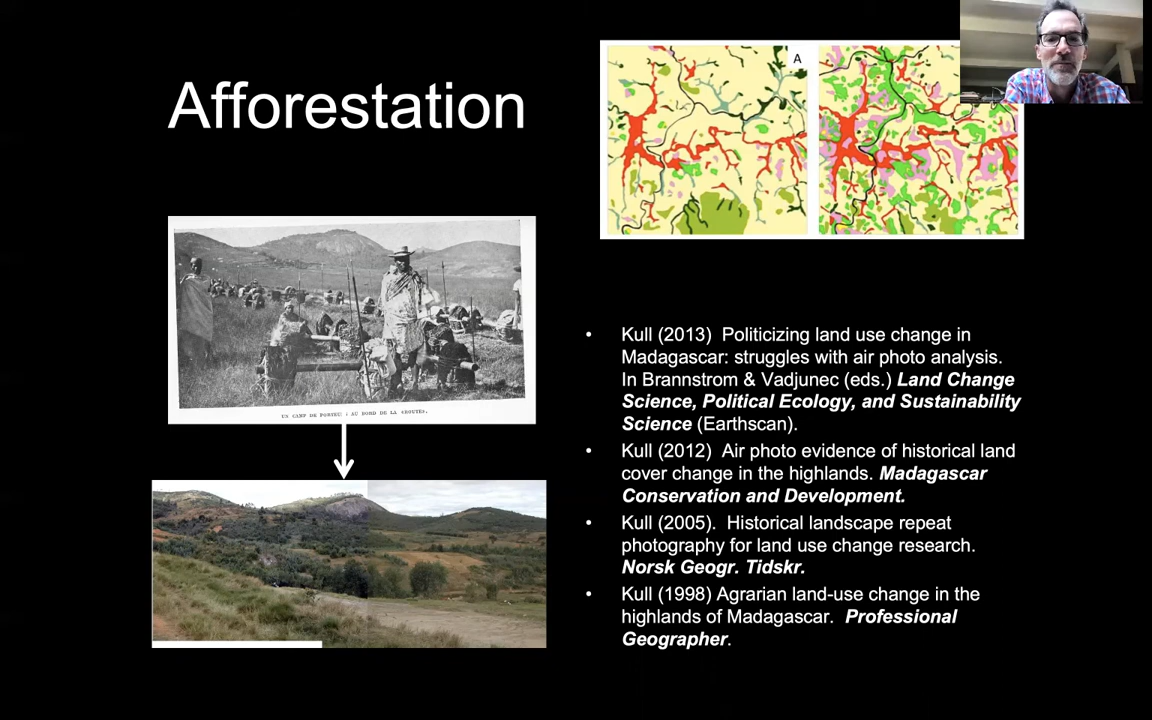 Afforestation
A
UN CAMP DE PORTEURS AU BORD DE LA GROUTES.
• Kull (2013) Politicizing land use change in
Madagascar: struggles with air photo analysis.
In Brannstrom & Vadjunec (eds.) Land Change
Science, Political Ecology, and Sustainability
Science (Earthscan).
• Kull (2012) Air photo evidence of historical land
cover change in the highlands. Madagascar
Conservation and Development.
• Kull (2005). Historical landscape repeat
photography for land use change research.
Norsk Geogr. Tidskr.
• Kull (1998) Agrarian land-use change in the
highlands of Madagascar. Professional
Geographer.